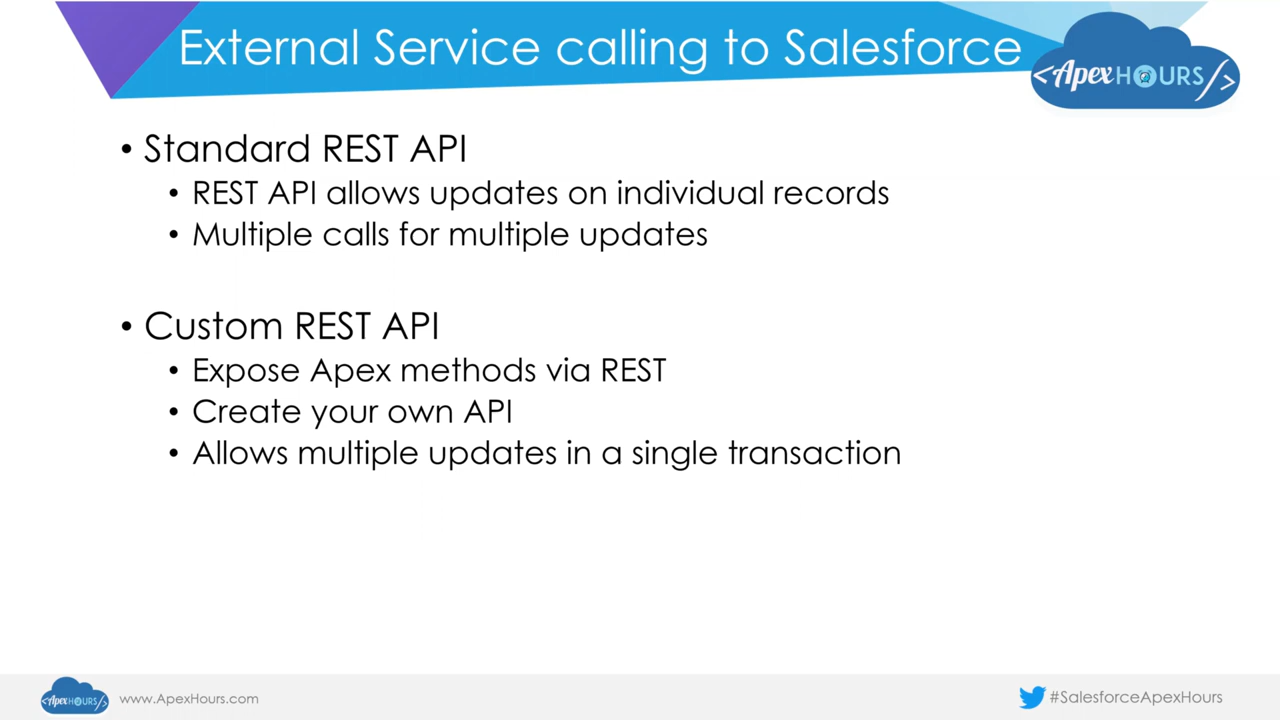 External Service calling to Salesforce
<ApexHOURS/>
• Standard REST API
• REST API allows updates on individual records
• Multiple calls for multiple updates
• Custom REST API
• Expose Apex methods via REST
• Create your own API
• Allows multiple updates in a single transaction
<ApexHOURS/>
www.ApexHours.com
#SalesforceApexHours